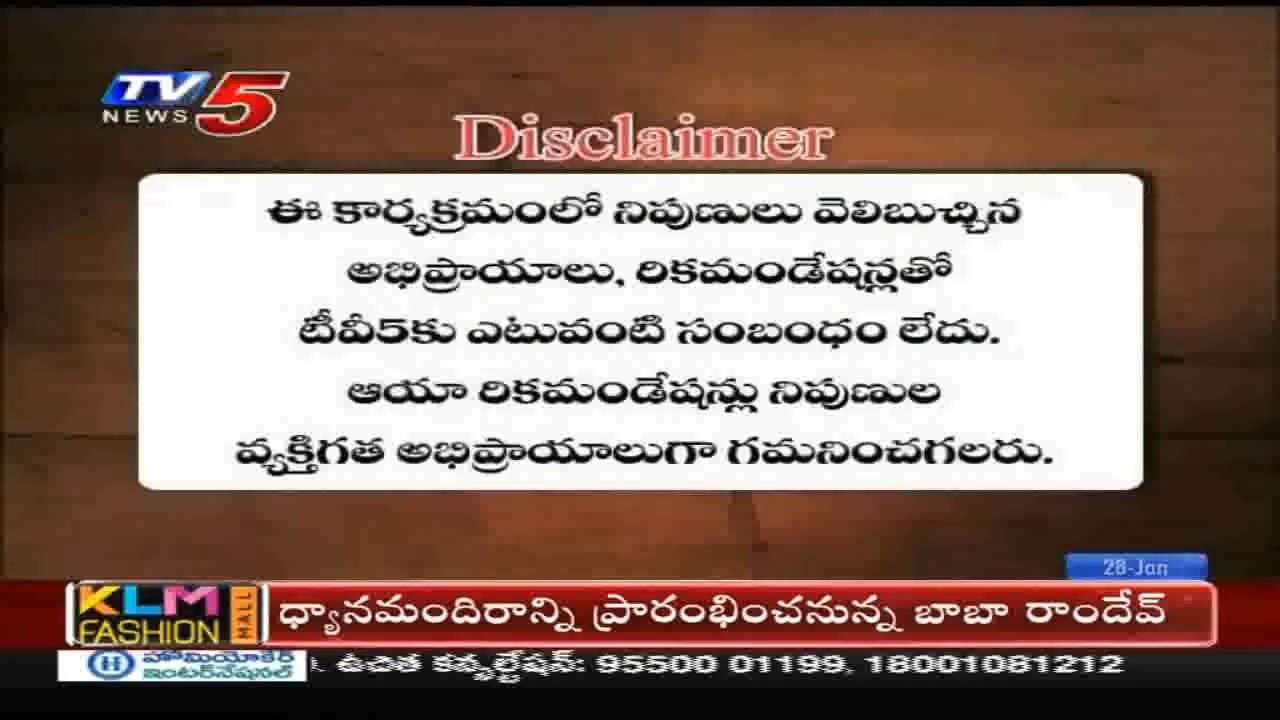 TV5
NEWS
Disclaimer
ఈ కార్యక్రమంలో నిపుణులు వెలిబుచ్చిన
అభిప్రాయాలు, రికమండేషన్లతో
టీవీ5కు ఎటువంటి సంబంధం లేదు.
ఆయా రికమండేషన్లు నిపుణుల
వ్యక్తిగత అభిప్రాయాలుగా గమనించగలరు.
28-Jan
KLM
FASHION
MALL
ధ్యానమందిరాన్ని ప్రారంభించనున్న బాబా రాందేవ్
హోమియోకేర్
ఇంటర్నేషనల్
ఉచిత కన్సల్టేషన్: 95500 01199, 18001081212